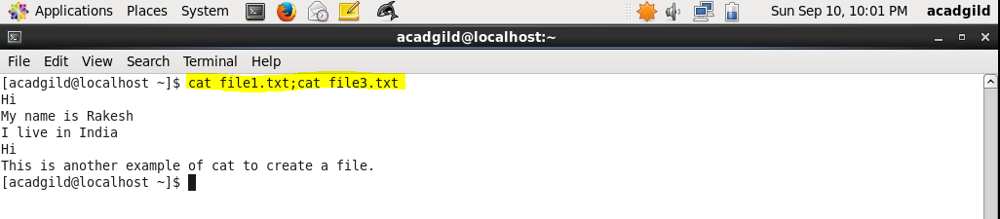 Applications Places System Sun Sep 10, 10:01 PM acadgild
acadgild@localhost:~
File Edit View Search Terminal Help
[acadgild@localhost ~]$ cat file1.txt;cat file3.txt
Hi
My name is Rakesh
I live in India
Hi
This is another example of cat to create a file.
[acadgild@localhost ~]$